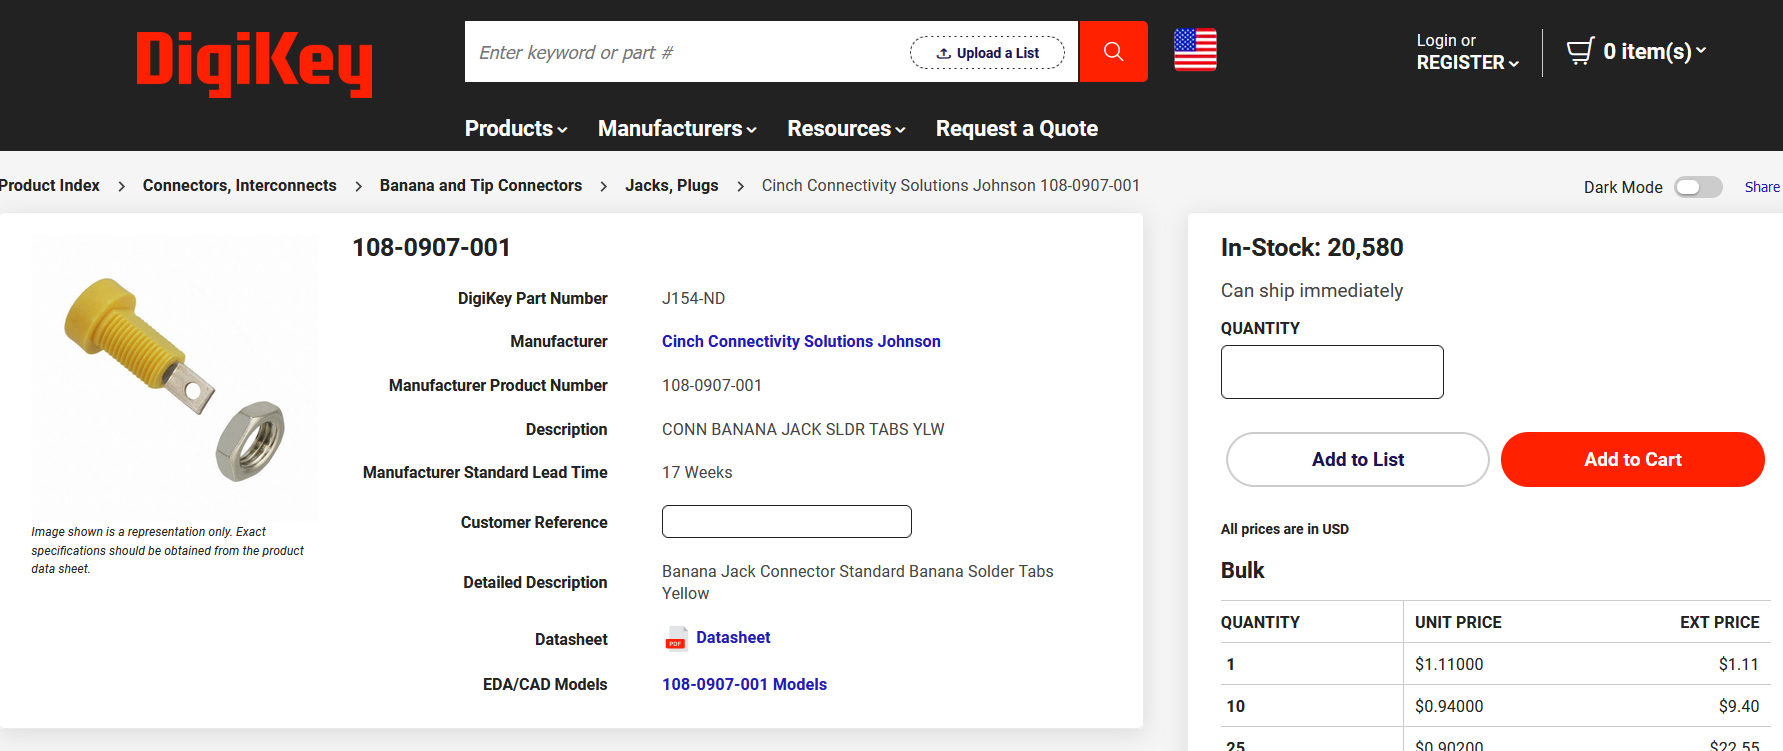 DigiKey
Enter keyword or part #
Upload a List
Login or
REGISTER
0 item(s)
Products
Manufacturers
Resources
Request a Quote
Product Index > Connectors, Interconnects > Banana and Tip Connectors > Jacks, Plugs > Cinch Connectivity Solutions Johnson 108-0907-001
Dark Mode
Share
108-0907-001
DigiKey Part Number J154-ND
Manufacturer Cinch Connectivity Solutions Johnson
Manufacturer Product Number 108-0907-001
Description CONN BANANA JACK SLDR TABS YLW
Manufacturer Standard Lead Time 17 Weeks
Customer Reference
Detailed Description Banana Jack Connector Standard Banana Solder Tabs
Yellow
Datasheet PDF Datasheet
EDA/CAD Models 108-0907-001 Models
Image shown is a representation only. Exact
specifications should be obtained from the product
data sheet.
In-Stock: 20,580
Can ship immediately
QUANTITY
Add to List
Add to Cart
All prices are in USD
Bulk
QUANTITY UNIT PRICE EXT PRICE
1 $1.11000 $1.11
10 $0.94000 $9.40
25 $0.90200 $22.55